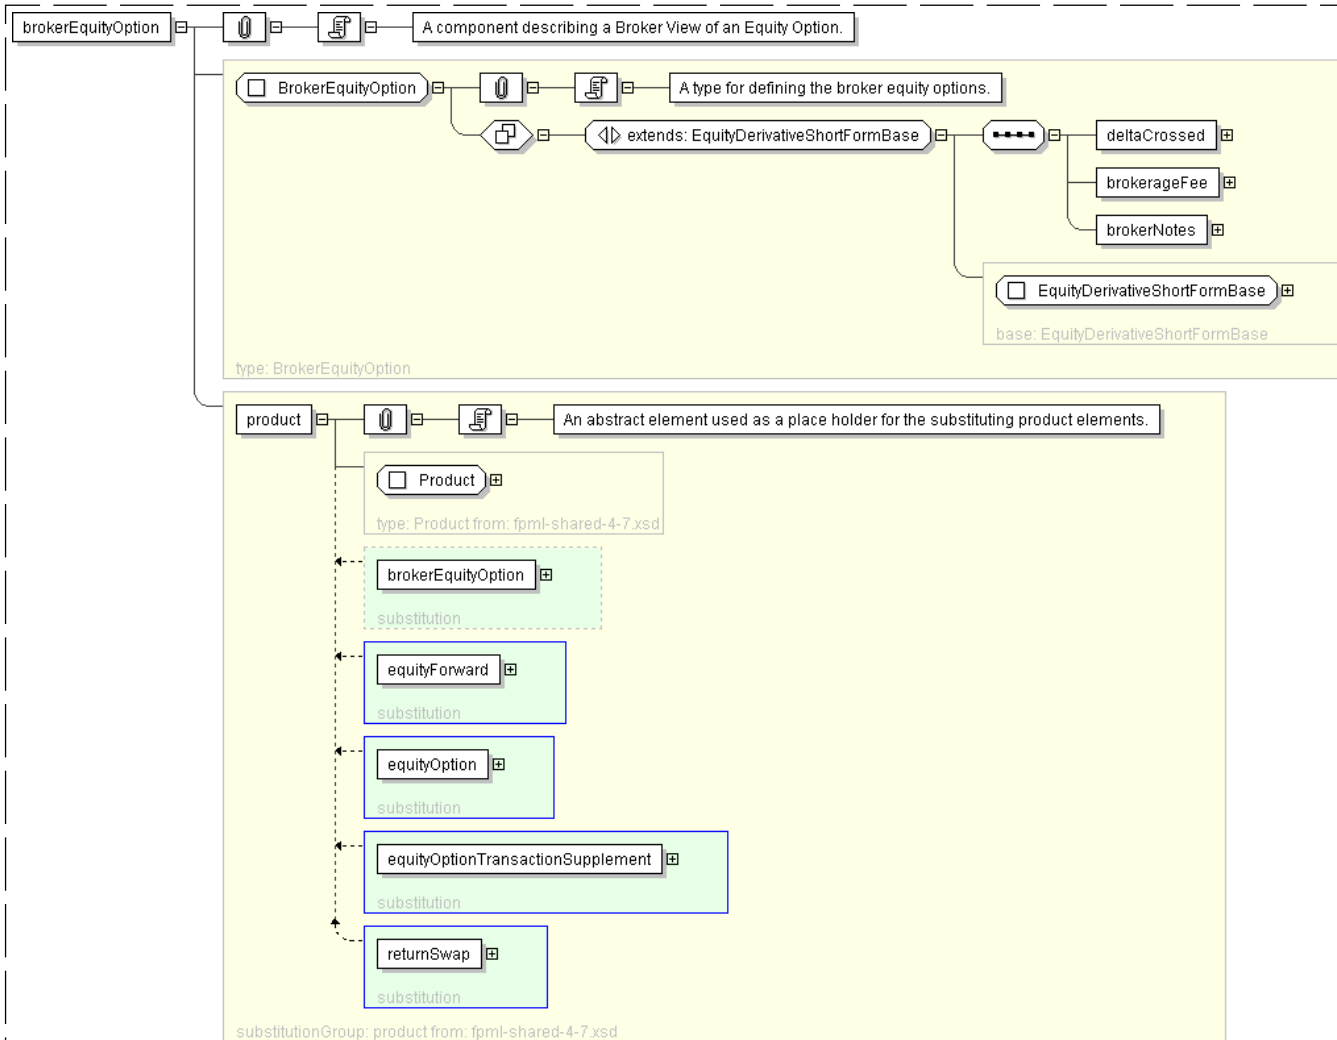 brokerEquityOption
A component describing a Broker View of an Equity Option.
BrokerEquityOption
A type for defining the broker equity options.
extends: EquityDerivativeShortFormBase
deltaCrossed
brokerageFee
brokerNotes
EquityDerivativeShortFormBase
base: EquityDerivativeShortFormBase
type: BrokerEquityOption
product
An abstract element used as a place holder for the substituting product elements.
Product
type: Product from: fpml-shared-4-7.xsd
brokerEquityOption
substitution
equityForward
substitution
equityOption
substitution
equityOptionTransactionSupplement
substitution
returnSwap
substitution
substitutionGroup: product from: fpml-shared-4-7.xsd